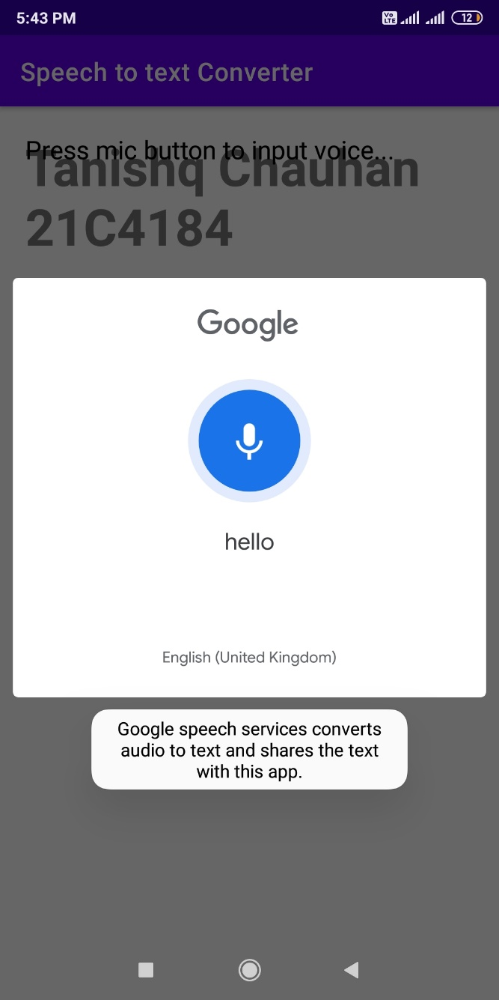 5:43 PM
Vo
LTE
12
Speech to text Converter
Press mic button to input voice...
Tanishq Chauhan
21C4184
Google
hello
English (United Kingdom)
Google speech services converts
audio to text and shares the text
with this app.